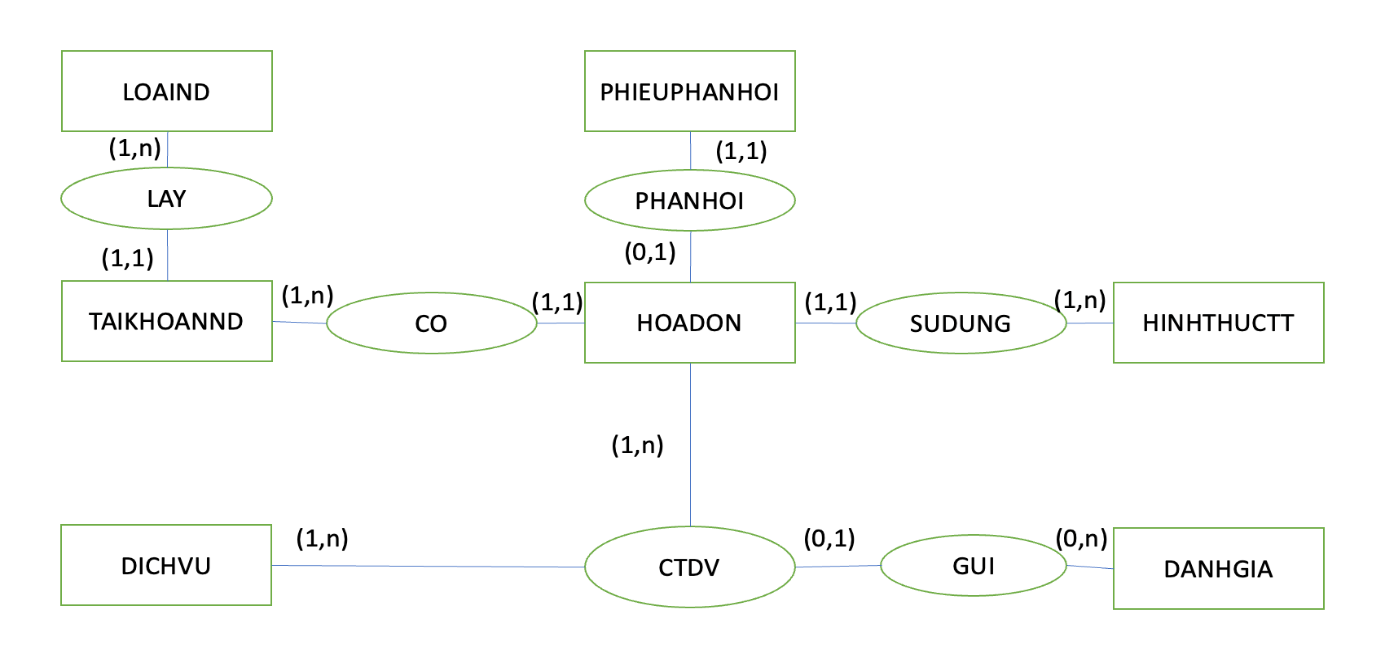 LOAIND
PHIEUPHANHOI
(1,n)
(1,1)
LAY
PHANHOI
(1,1)
(0,1)
(1,n)
(1,1)
(1,1)
(1,n)
TAIKHOANND
CO
HOADON
SUDUNG
HINHTHUCTT
(1,n)
(1,n)
(0,1)
(0,n)
DICHVU
CTDV
GUI
DANHGIA